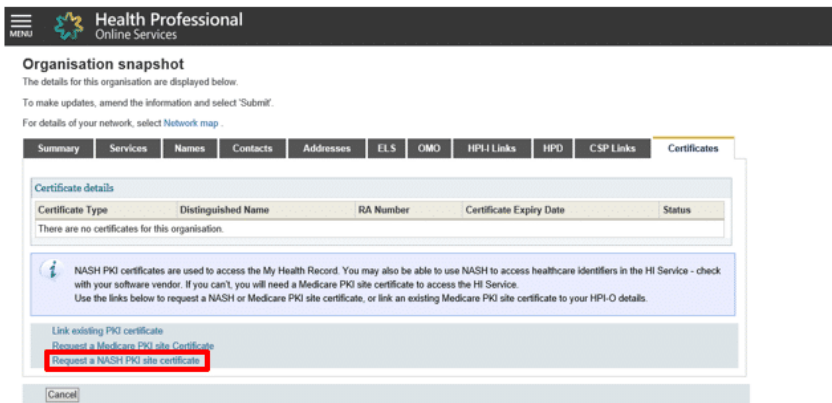 MENU
Health Professional
Online Services
Organisation snapshot
The details for this organisation are displayed below.
To make updates, amend the information and select 'Submit'.
For details of your network, select Network map .
Summary Services Names Contacts Addresses ELS OMO HPI-I Links HPD CSP Links Certificates
Certificate details
Certificate Type Distinguished Name RA Number Certificate Expiry Date Status
There are no certificates for this organisation.
NASH PKI certificates are used to access the My Health Record. You may also be able to use NASH to access healthcare identifiers in the HI Service - check
with your software vendor. If you can't, you will need a Medicare PKI site certificate to access the HI Service.
Use the links below to request a NASH or Medicare PKI site certificate, or link an existing Medicare PKI site certificate to your HPI-O details.
Link existing PKI certificate
Request a Medicare PKI site Certificate
Request a NASH PKI site certificate
Cancel